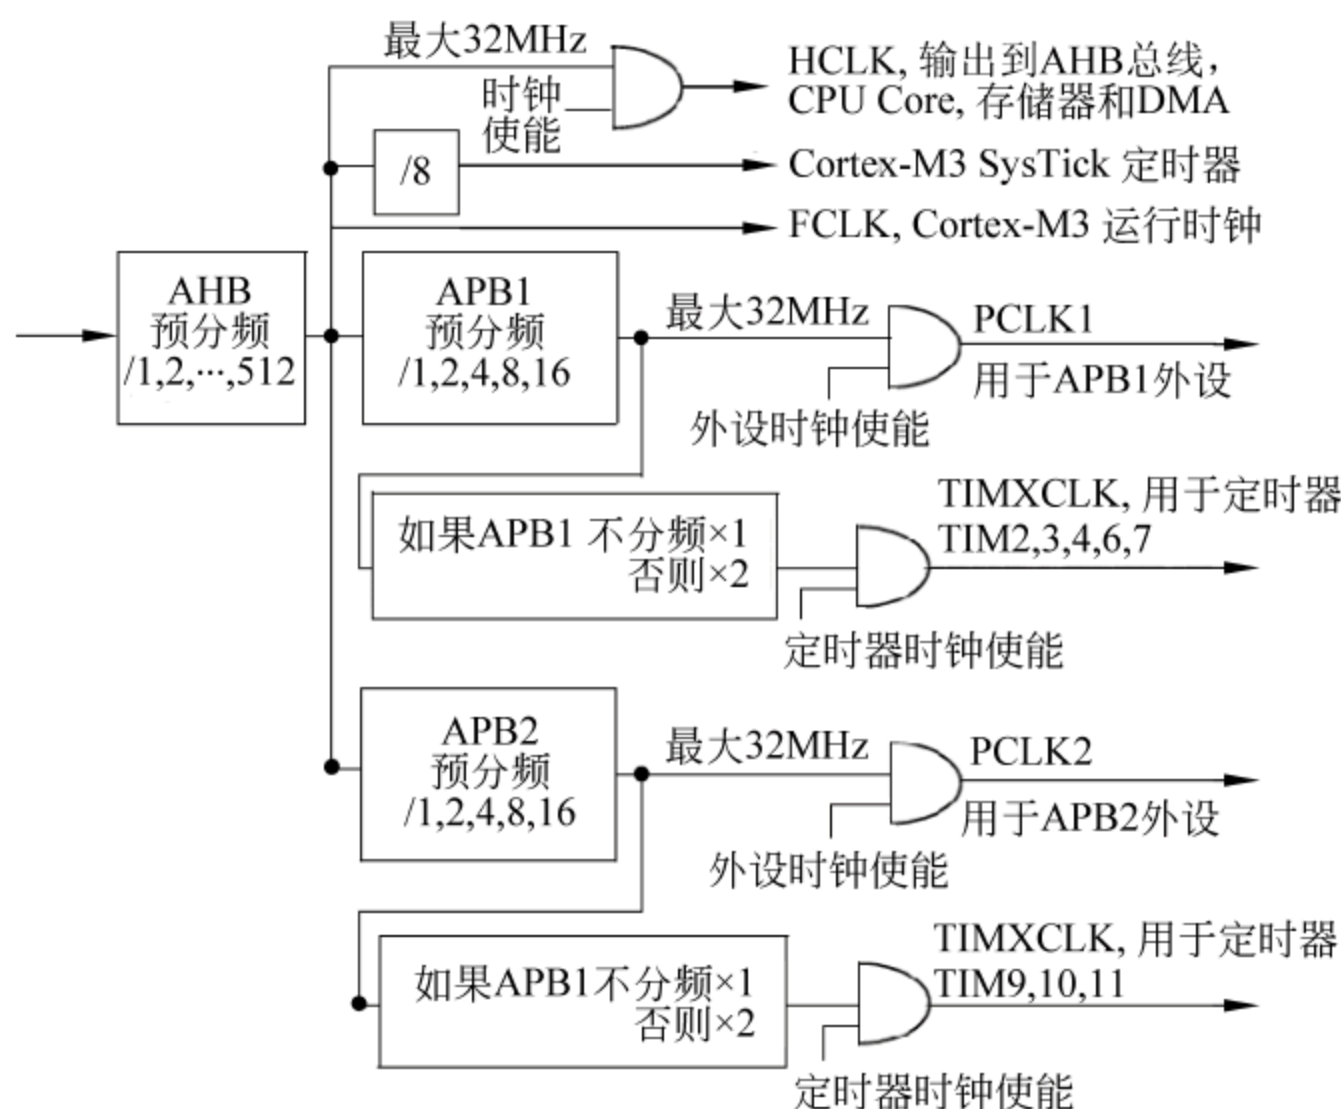 最大32MHz
时钟
使能
HCLK, 输出到AHB总线,
CPU Core, 存储器和DMA
/8
Cortex-M3 SysTick 定时器
FCLK, Cortex-M3 运行时钟
AHB
预分频
/1,2,···,512
APB1
预分频
/1,2,4,8,16
最大32MHz
外设时钟使能
PCLK1
用于APB1外设
如果APB1 不分频×1
否则×2
定时器时钟使能
TIMXCLK, 用于定时器
TIM2,3,4,6,7
APB2
预分频
/1,2,4,8,16
最大32MHz
外设时钟使能
PCLK2
用于APB2外设
如果APB1不分频×1
否则×2
定时器时钟使能
TIMXCLK, 用于定时器
TIM9,10,11